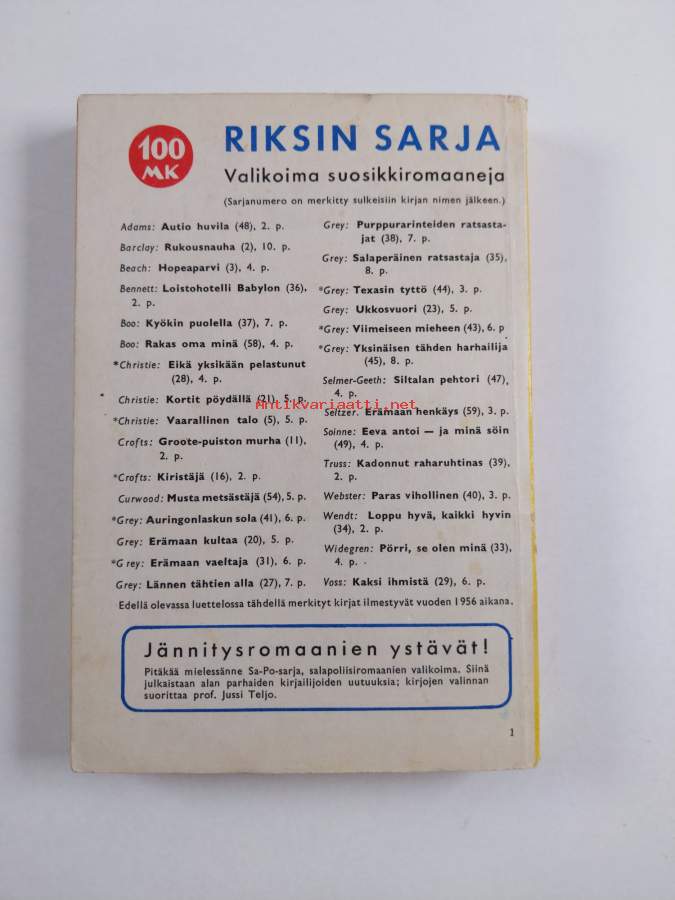 100
MK
RIKSIN SARJA
Valikoima suosikkiromaaneja
(Sarjanumero on merkitty sulkeisiin kirjan nimen jälkeen.)
Adams: Autio huvila (48), 2. p.
Barclay: Rukousnauha (2), 10. p.
Beach: Hopeaparvi (3), 4. p.
Bennett: Loistohotelli Babylon (36),
2. p.
Boo: Kyökin puolella (37), 7. p.
Boo: Rakas oma minä (58), 4. p.
*Christie: Eikä yksikään pelastunut
(28), 4. p.
Christie: Kortit pöydällä (21), 5. p.
*Christie: Vaarallinen talo (5), 5. p.
Crofts: Groote-puiston murha (11),
2. p.
*Crofts: Kiristäjä (16), 2. p.
Curwood: Musta metsästäjä (54), 5. p.
*Grey: Auringonlaskun sola (41), 6. p.
Grey: Erämaan kultaa (20), 5. p.
*Grey: Erämaan vaeltaja (31), 6. p.
Grey: Lännen tähtien alla (27), 7. p.
Grey: Purppurarinteiden ratsasta-
jat (38), 7. p.
Grey: Salaperäinen ratsastaja (35),
8. p.
*Grey: Texasin tyttö (44), 3. p.
Grey: Ukkosvuori (23), 5. p.
*Grey: Viimeiseen mieheen (43), 6. p
*Grey: Yksinäisen tähden harhailija
(45), 8. p.
Selmer-Geeth: Siltalan pehtori (47),
4. p.
Seltzer. Erämaan henkäys (59), 3. p.
Soinne: Eeva antoi — ja minä söin
(49), 4. p.
Truss: Kadonnut raharuhtinas (39),
2. p.
Webster: Paras vihollinen (40), 3. p.
Wendt: Loppu hyvä, kaikki hyvin
(34), 2. p.
Widegren: Pörri, se olen minä (33),
4. p.
Voss: Kaksi ihmistä (29), 6. p.
Antikvariaatti.net
Edellä olevassa luettelossa tähdellä merkityt kirjat ilmestyvät vuoden 1956 aikana.
Jännitysromaanien ystävät!
Pitäkää mielessänne Sa-Po-sarja, salapoliisiromaanien valikoima. Siinä
julkaistaan alan parhaiden kirjailijoiden uutuuksia; kirjojen valinnan
suorittaa prof. Jussi Teljo.
1